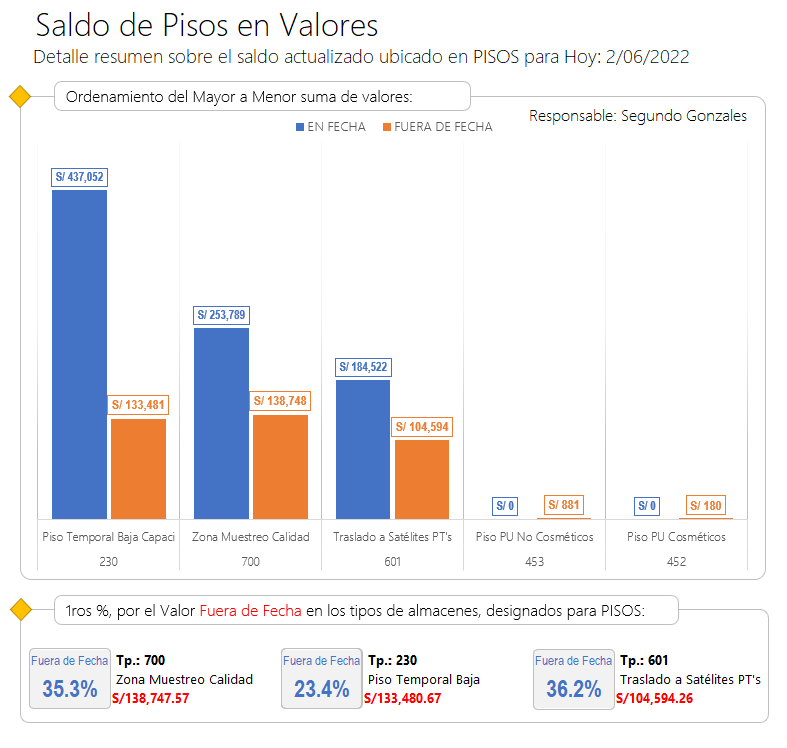 Saldo de Pisos en Valores
Detalle resumen sobre el saldo actualizado ubicado en PISOS para Hoy: 2/06/2022
Ordenamiento del Mayor a Menor suma de valores:
Responsable: Segundo Gonzales
EN FECHA FUERA DE FECHA
S/ 437,052
S/ 133,481
S/ 253,789
S/ 138,748
S/ 184,522
S/ 104,594
S/ 0
S/ 881
S/ 0
S/ 180
Piso Temporal Baja Capaci Zona Muestreo Calidad Traslado a Satélites PT's Piso PU No Cosméticos Piso PU Cosméticos
230 700 601 453 452
1ros %, por el Valor Fuera de Fecha en los tipos de almacenes, designados para PISOS:
Fuera de Fecha
35.3%
Tp.: 700
Zona Muestreo Calidad
S/138,747.57
Fuera de Fecha
23.4%
Tp.: 230
Piso Temporal Baja
S/133,480.67
Fuera de Fecha
36.2%
Tp.: 601
Traslado a Satélites PT's
S/104,594.26